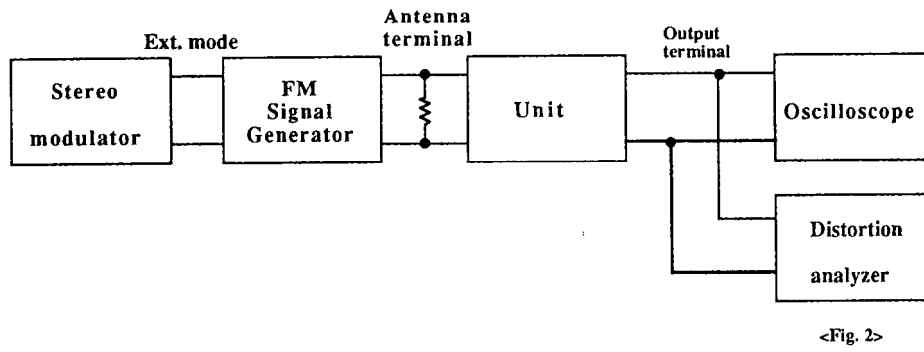 Ext. mode
Antenna
terminal
Output
terminal
Stereo
modulator
FM
Signal
Generator
Unit
Oscilloscope
Distortion
analyzer
<Fig. 2>